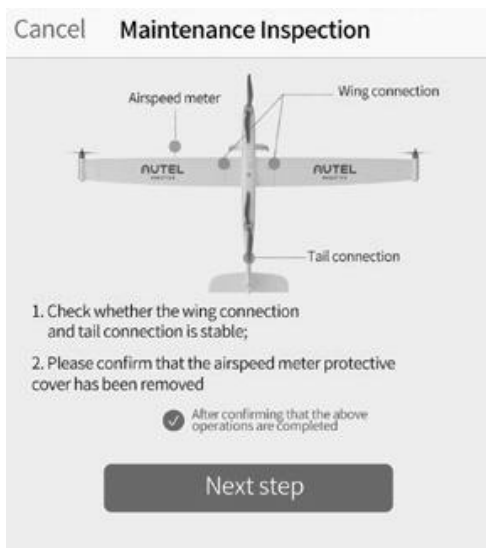 Cancel Maintenance Inspection
Airspeed meter
Wing connection
AUTEL
AUTEL
Tail connection
1. Check whether the wing connection
and tail connection is stable;
2. Please confirm that the airspeed meter protective
cover has been removed
After confirming that the above
operations are completed
Next step